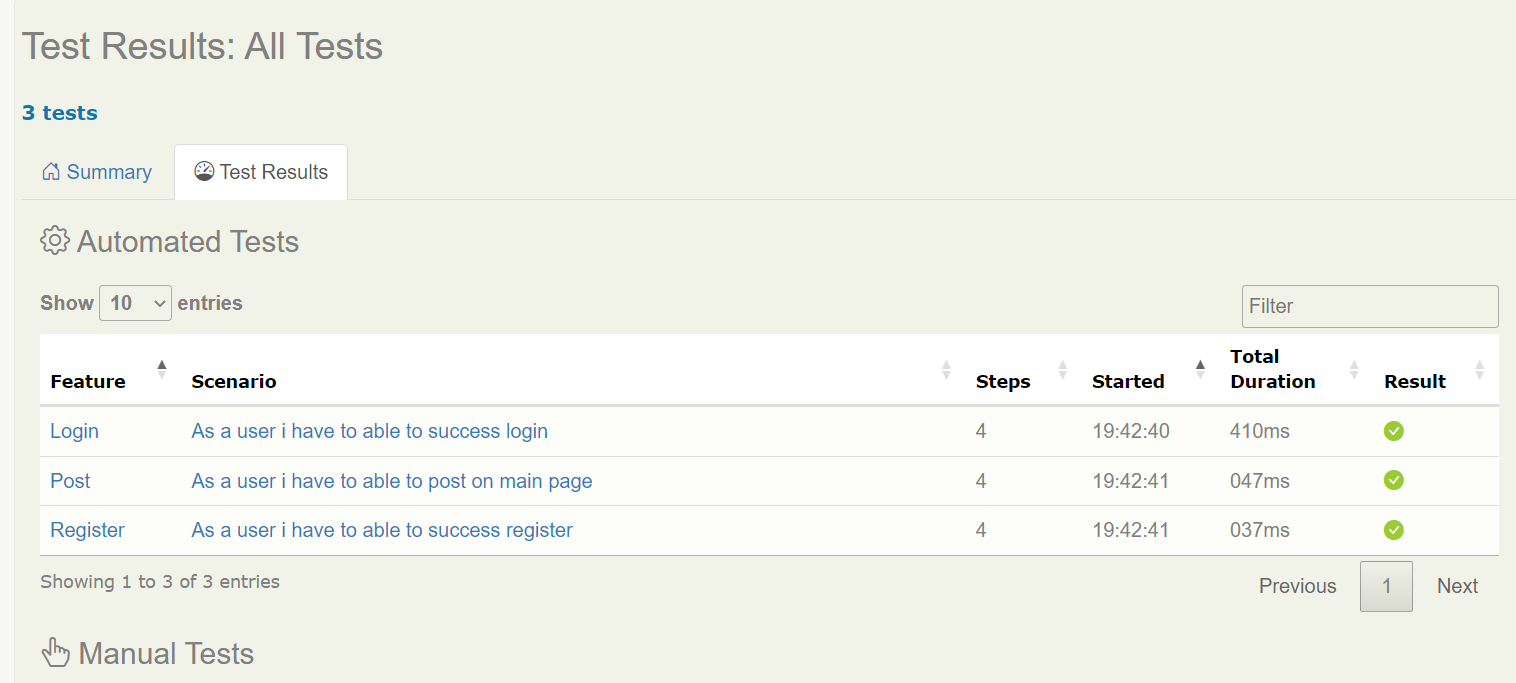 Test Results: All Tests
3 tests
Summary Test Results
Automated Tests
Show 10 entries
Filter
Feature Scenario Steps Started Total Duration Result
Login As a user i have to able to success login 4 19:42:40 410ms
Post As a user i have to able to post on main page 4 19:42:41 047ms
Register As a user i have to able to success register 4 19:42:41 037ms
Showing 1 to 3 of 3 entries
Previous 1 Next
Manual Tests